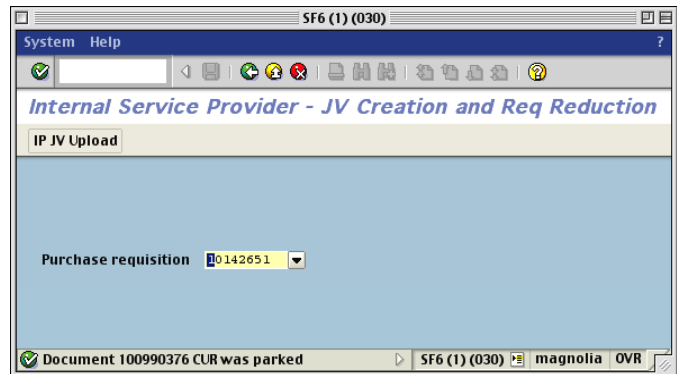 SF6 (1) (030)
System Help ?
Internal Service Provider - JV Creation and Req Reduction
IP JV Upload
Purchase requisition 10142651
Document 100990376 CUR was parked SF6 (1) (030) magnolia OVR